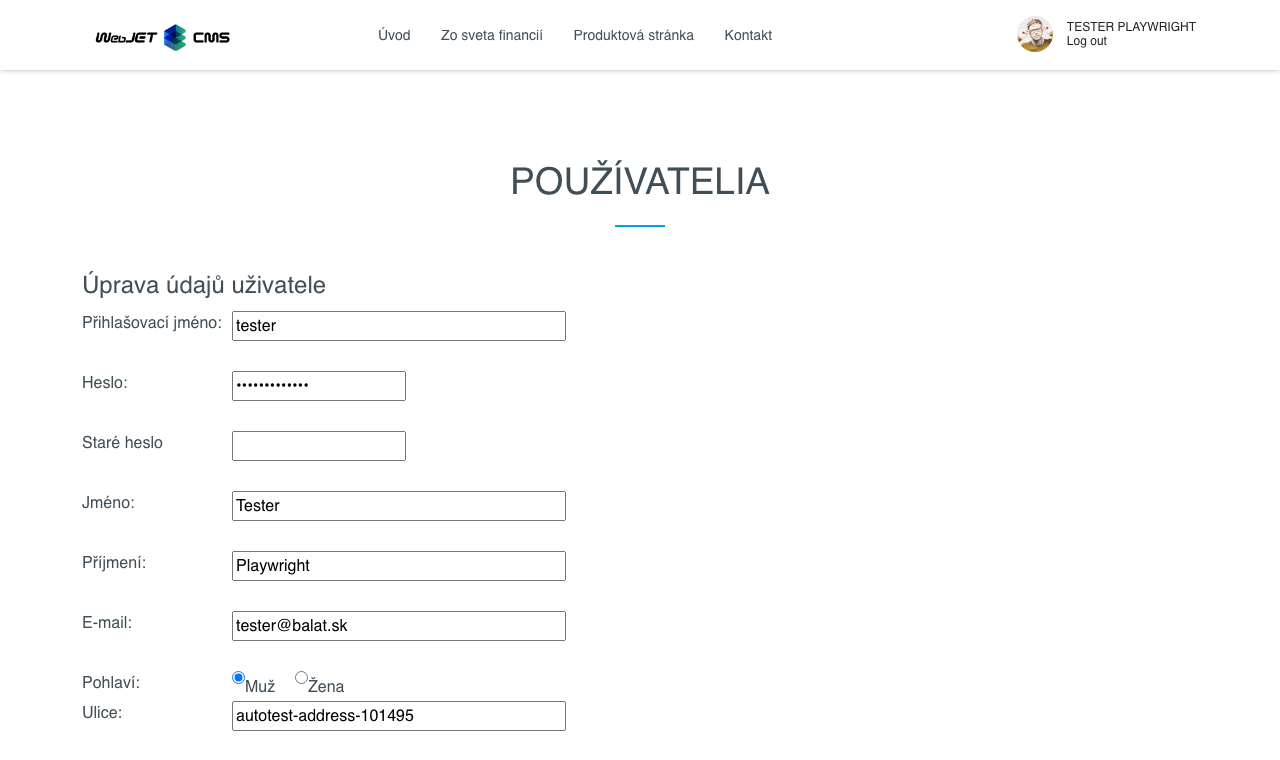 WebJET CMS
Úvod
Zo sveta financií
Produktová stránka
Kontakt
TESTER PLAYWRIGHT
Log out
POUŽÍVATELIA
Úprava údajů uživatele
Přihlašovací jméno:
tester
Heslo:
•••••••••••••
Staré heslo
Jméno:
Tester
Příjmení:
Playwright
E-mail:
tester@balat.sk
Pohlaví:
Muž
Žena
Ulice:
autotest-address-101495